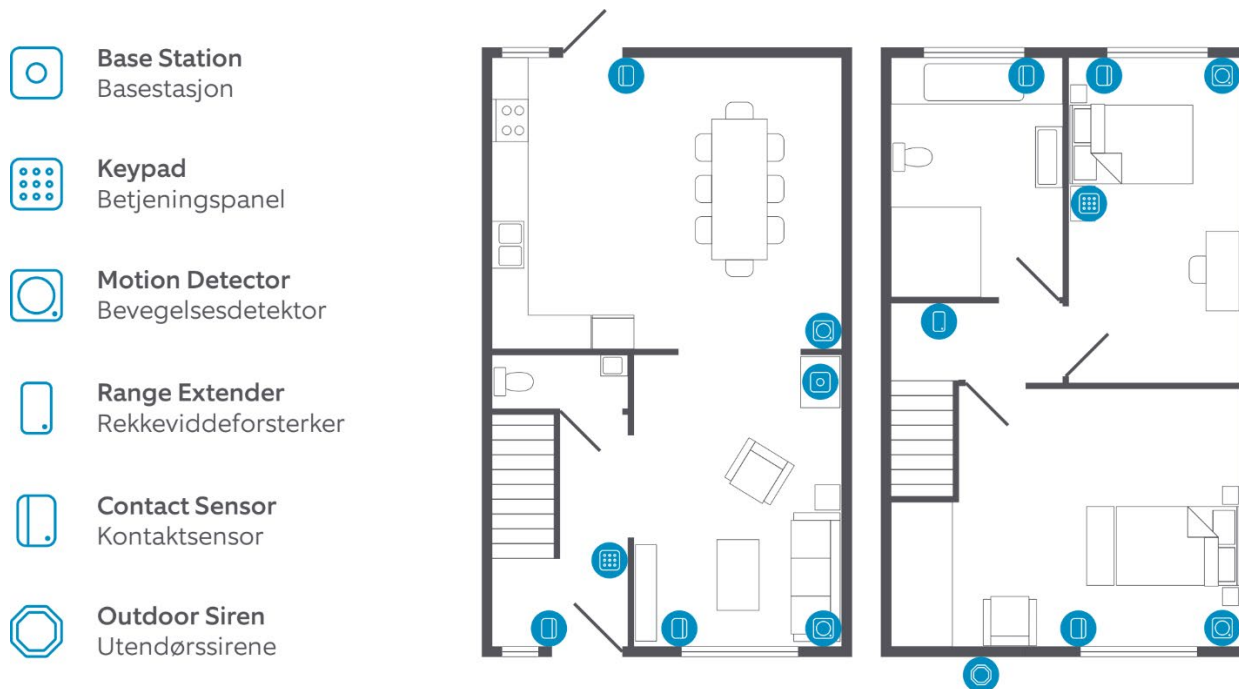 Base Station
Basestasjon
Keypad
Betjeningspanel
Motion Detector
Bevegelsesdetektor
Range Extender
Rekkeviddeforsterker
Contact Sensor
Kontaktsensor
Outdoor Siren
Utendørssirene